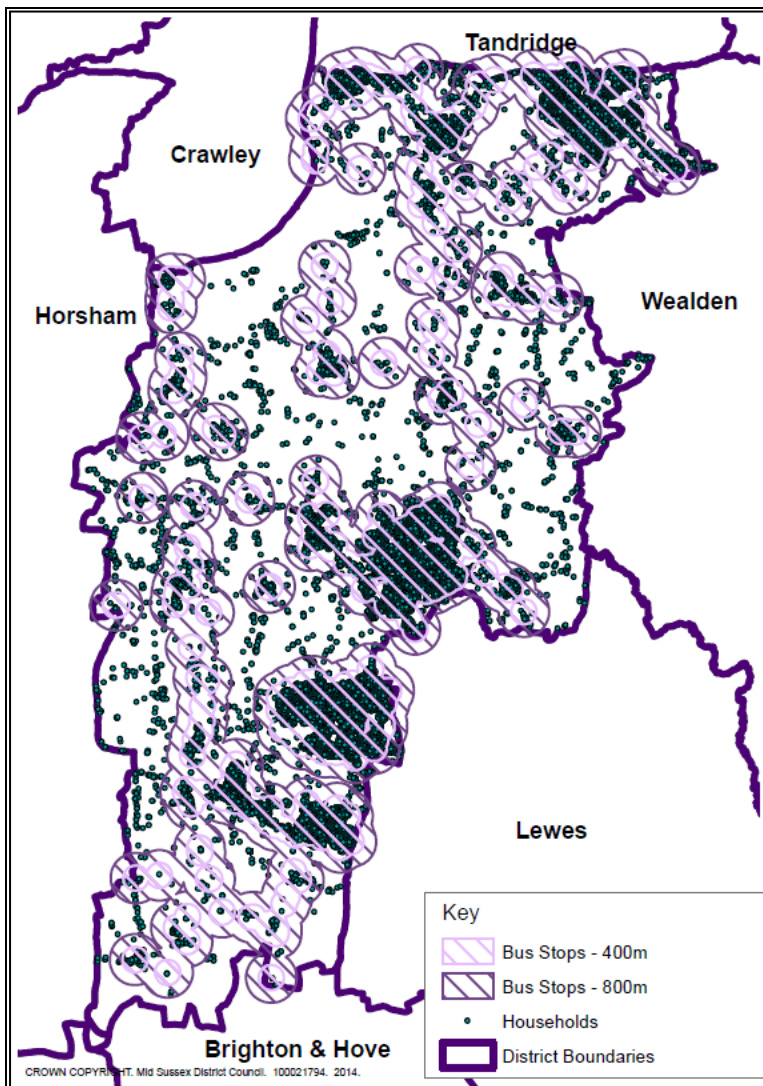 Tandridge
Crawley
Horsham
Wealden
Lewes
Key
Bus Stops - 400m
Bus Stops - 800m
Households
District Boundaries
Brighton & Hove
CROWN COPYRIGHT. Mid Sussex District Council. 100021794. 2014.